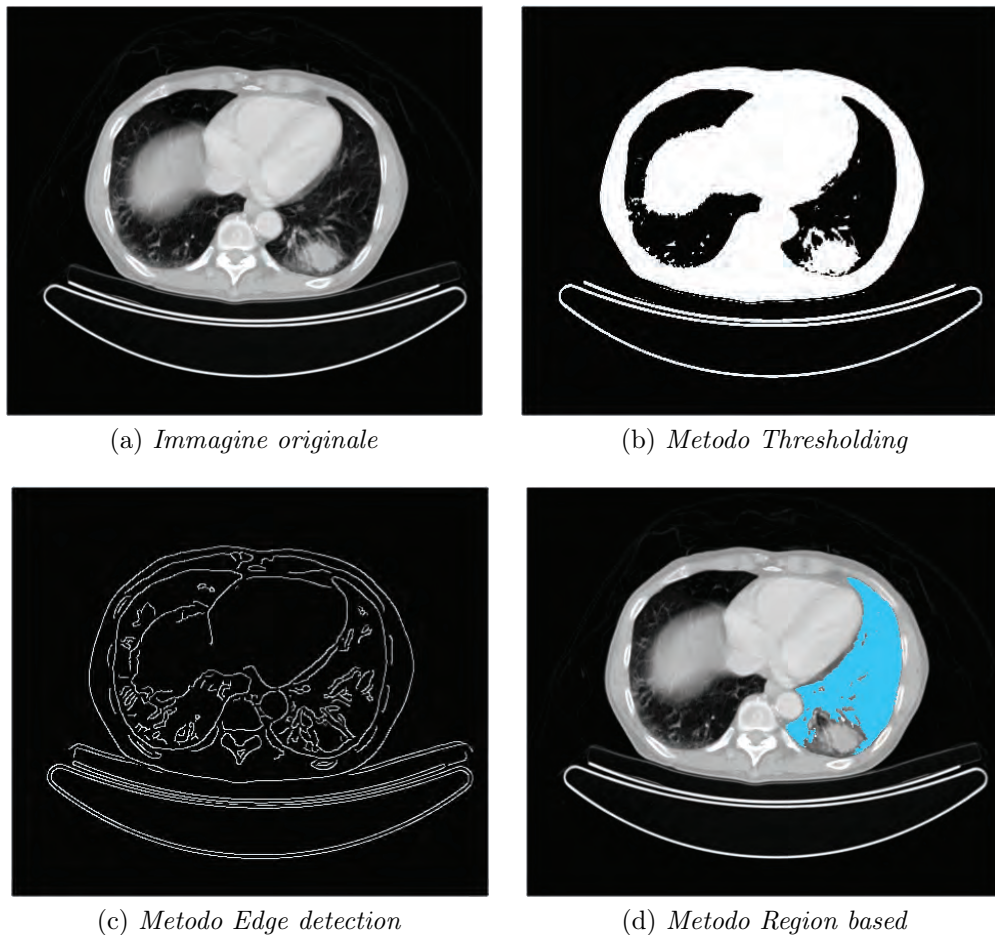 (a) Immagine originale
(b) Metodo Thresholding
(c) Metodo Edge detection
(d) Metodo Region based